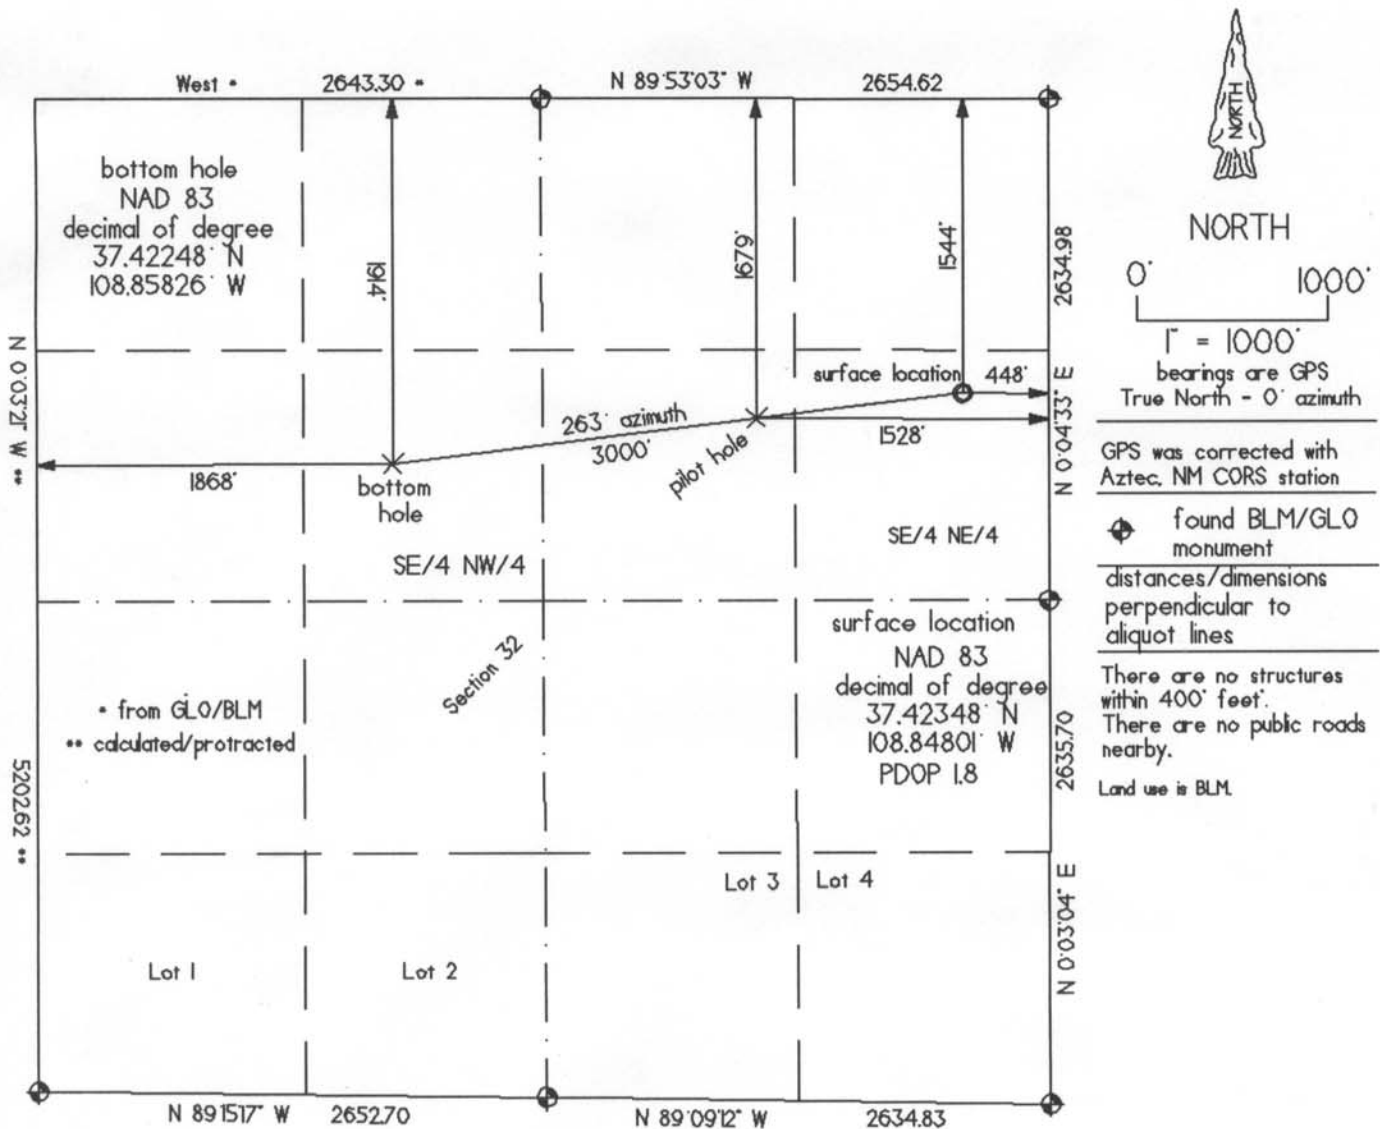 West * 2643.30 * N 89°53'03" W 2654.62
bottom hole
NAD 83
decimal of degree
37.42248° N
108.85826° W
1914'
1679'
1544'
2634.98
NORTH
NORTH
0' 1000'
1" = 1000'
bearings are GPS
True North - 0° azimuth
GPS was corrected with
Aztec, NM CORS station
found BLM/GLO
monument
distances/dimensions
perpendicular to
aliquot lines
There are no structures
within 400' feet'.
There are no public roads
nearby.
Land use is BLM.
N 0°03'21" W **
surface location 448'
N 0°04'33" E
263° azimuth
3000'
1528'
pilot hole
1868'
bottom
hole
SE/4 NW/4
SE/4 NE/4
Section 32
surface location
NAD 83
decimal of degree
37.42348° N
108.84801° W
PDOP 1.8
* from GLO/BLM
** calculated/protracted
5202.62 **
2635.70
Lot 3 Lot 4
N 0°03'04" E
Lot 1 Lot 2
N 89°15'17" W 2652.70 N 89°09'12" W 2634.83